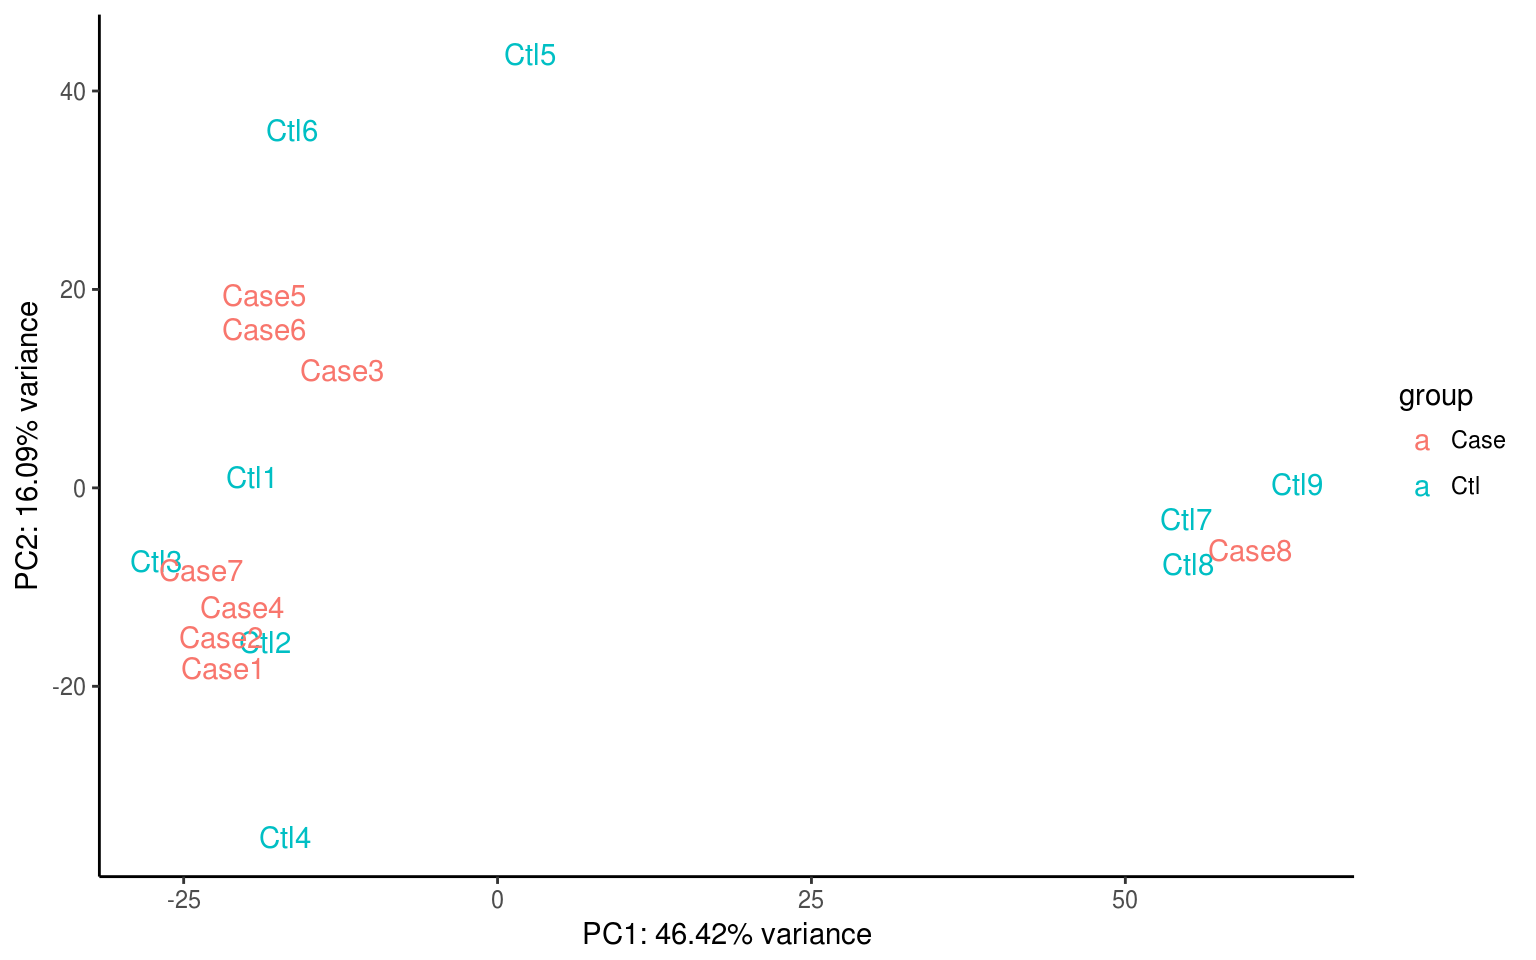 Ctl5
40
Ctl6
Case5
20
Case6
Case3
group
a Case
a Ctl
Ctl1
Ctl9
0
Ctl7
Case8
Ctl3
Case7
Ctl8
Case4
Case2
Ctl2
Case1
-20
Ctl4
-25 0 25 50
PC1: 46.42% variance
PC2: 16.09% variance